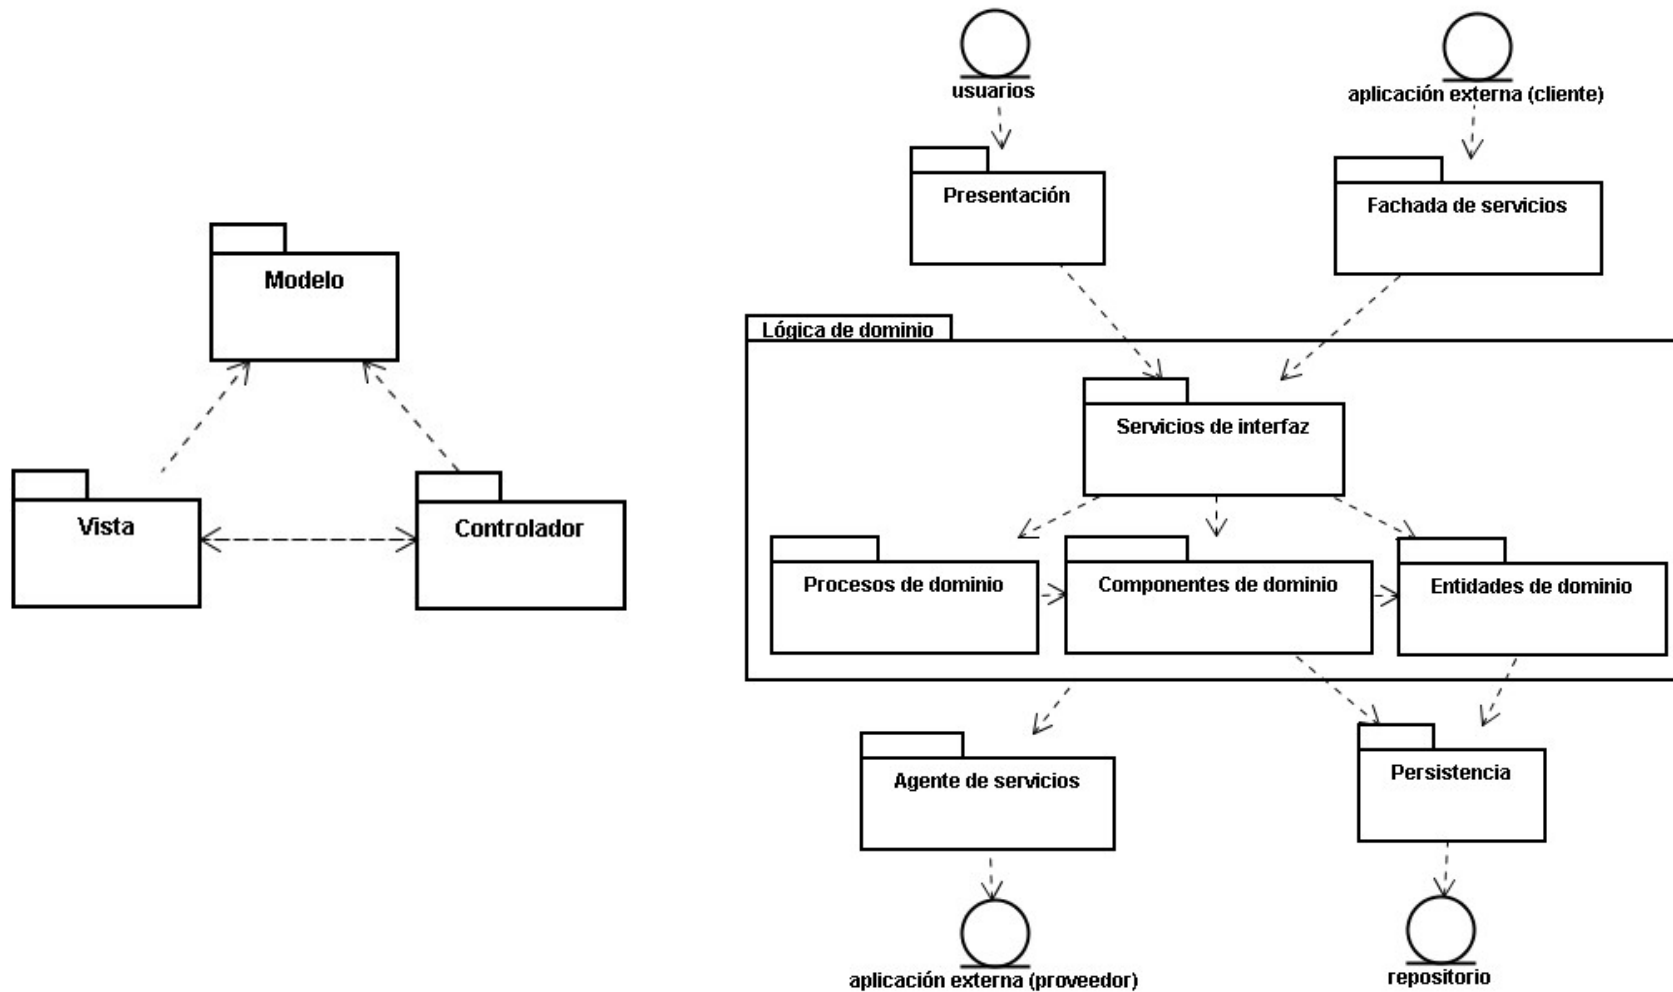 Modelo
Vista
Controlador
usuarios
aplicación externa (cliente)
Presentación
Fachada de servicios
Lógica de dominio
Servicios de interfaz
Procesos de dominio
Componentes de dominio
Entidades de dominio
Agente de servicios
Persistencia
aplicación externa (proveedor)
repositorio